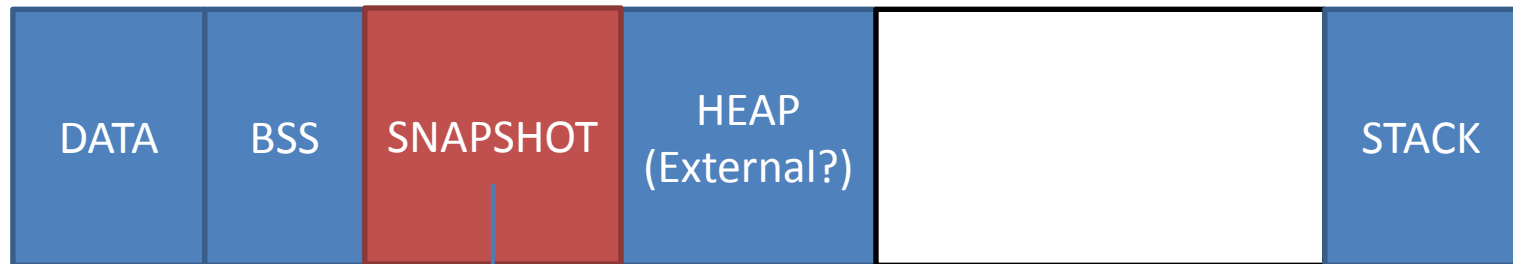 DATA
BSS
SNAPSHOT
HEAP
(External?)
STACK